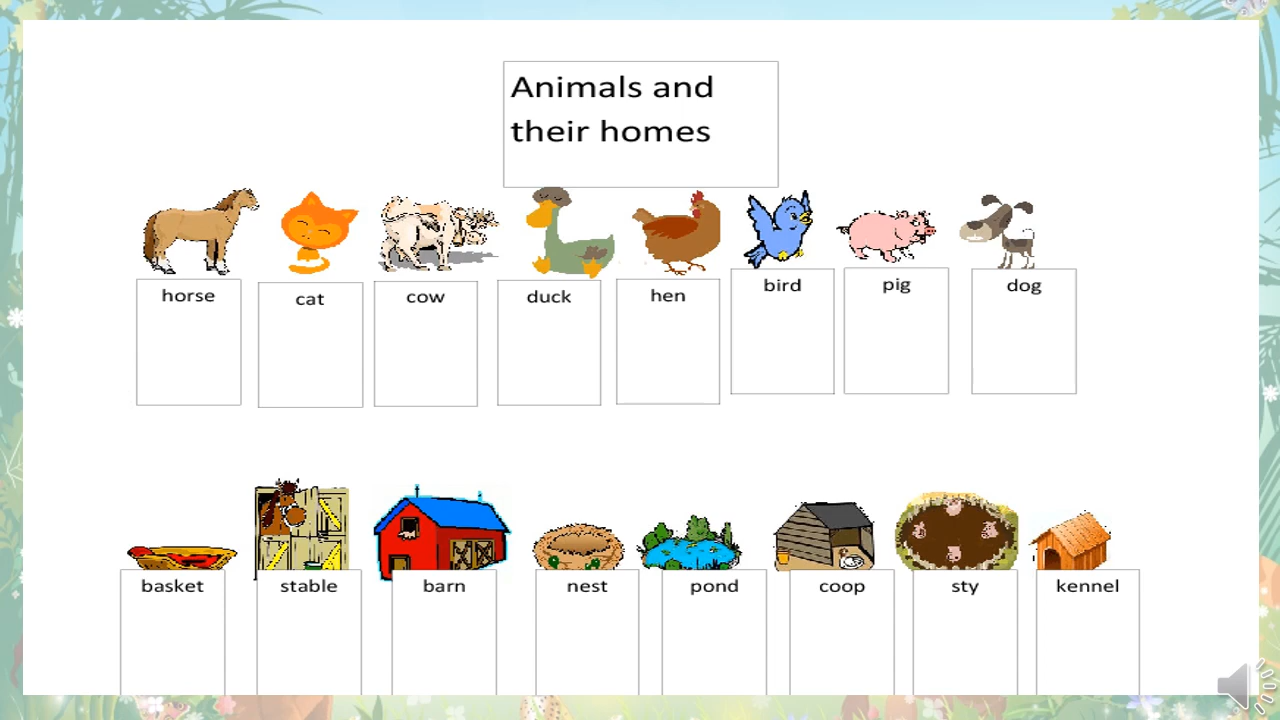 Animals and
their homes
horse
cat
cow
duck
hen
bird
pig
dog
basket
stable
barn
nest
pond
coop
sty
kennel